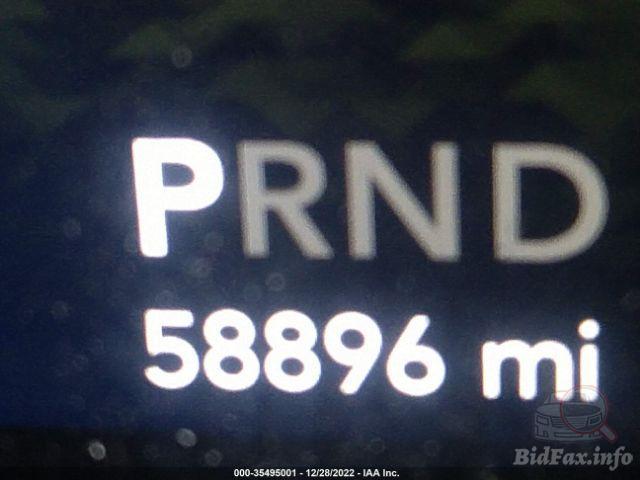 PRND
58896 mi
000-35495001 - 12/28/2022 - IAA Inc.
BidFax.info